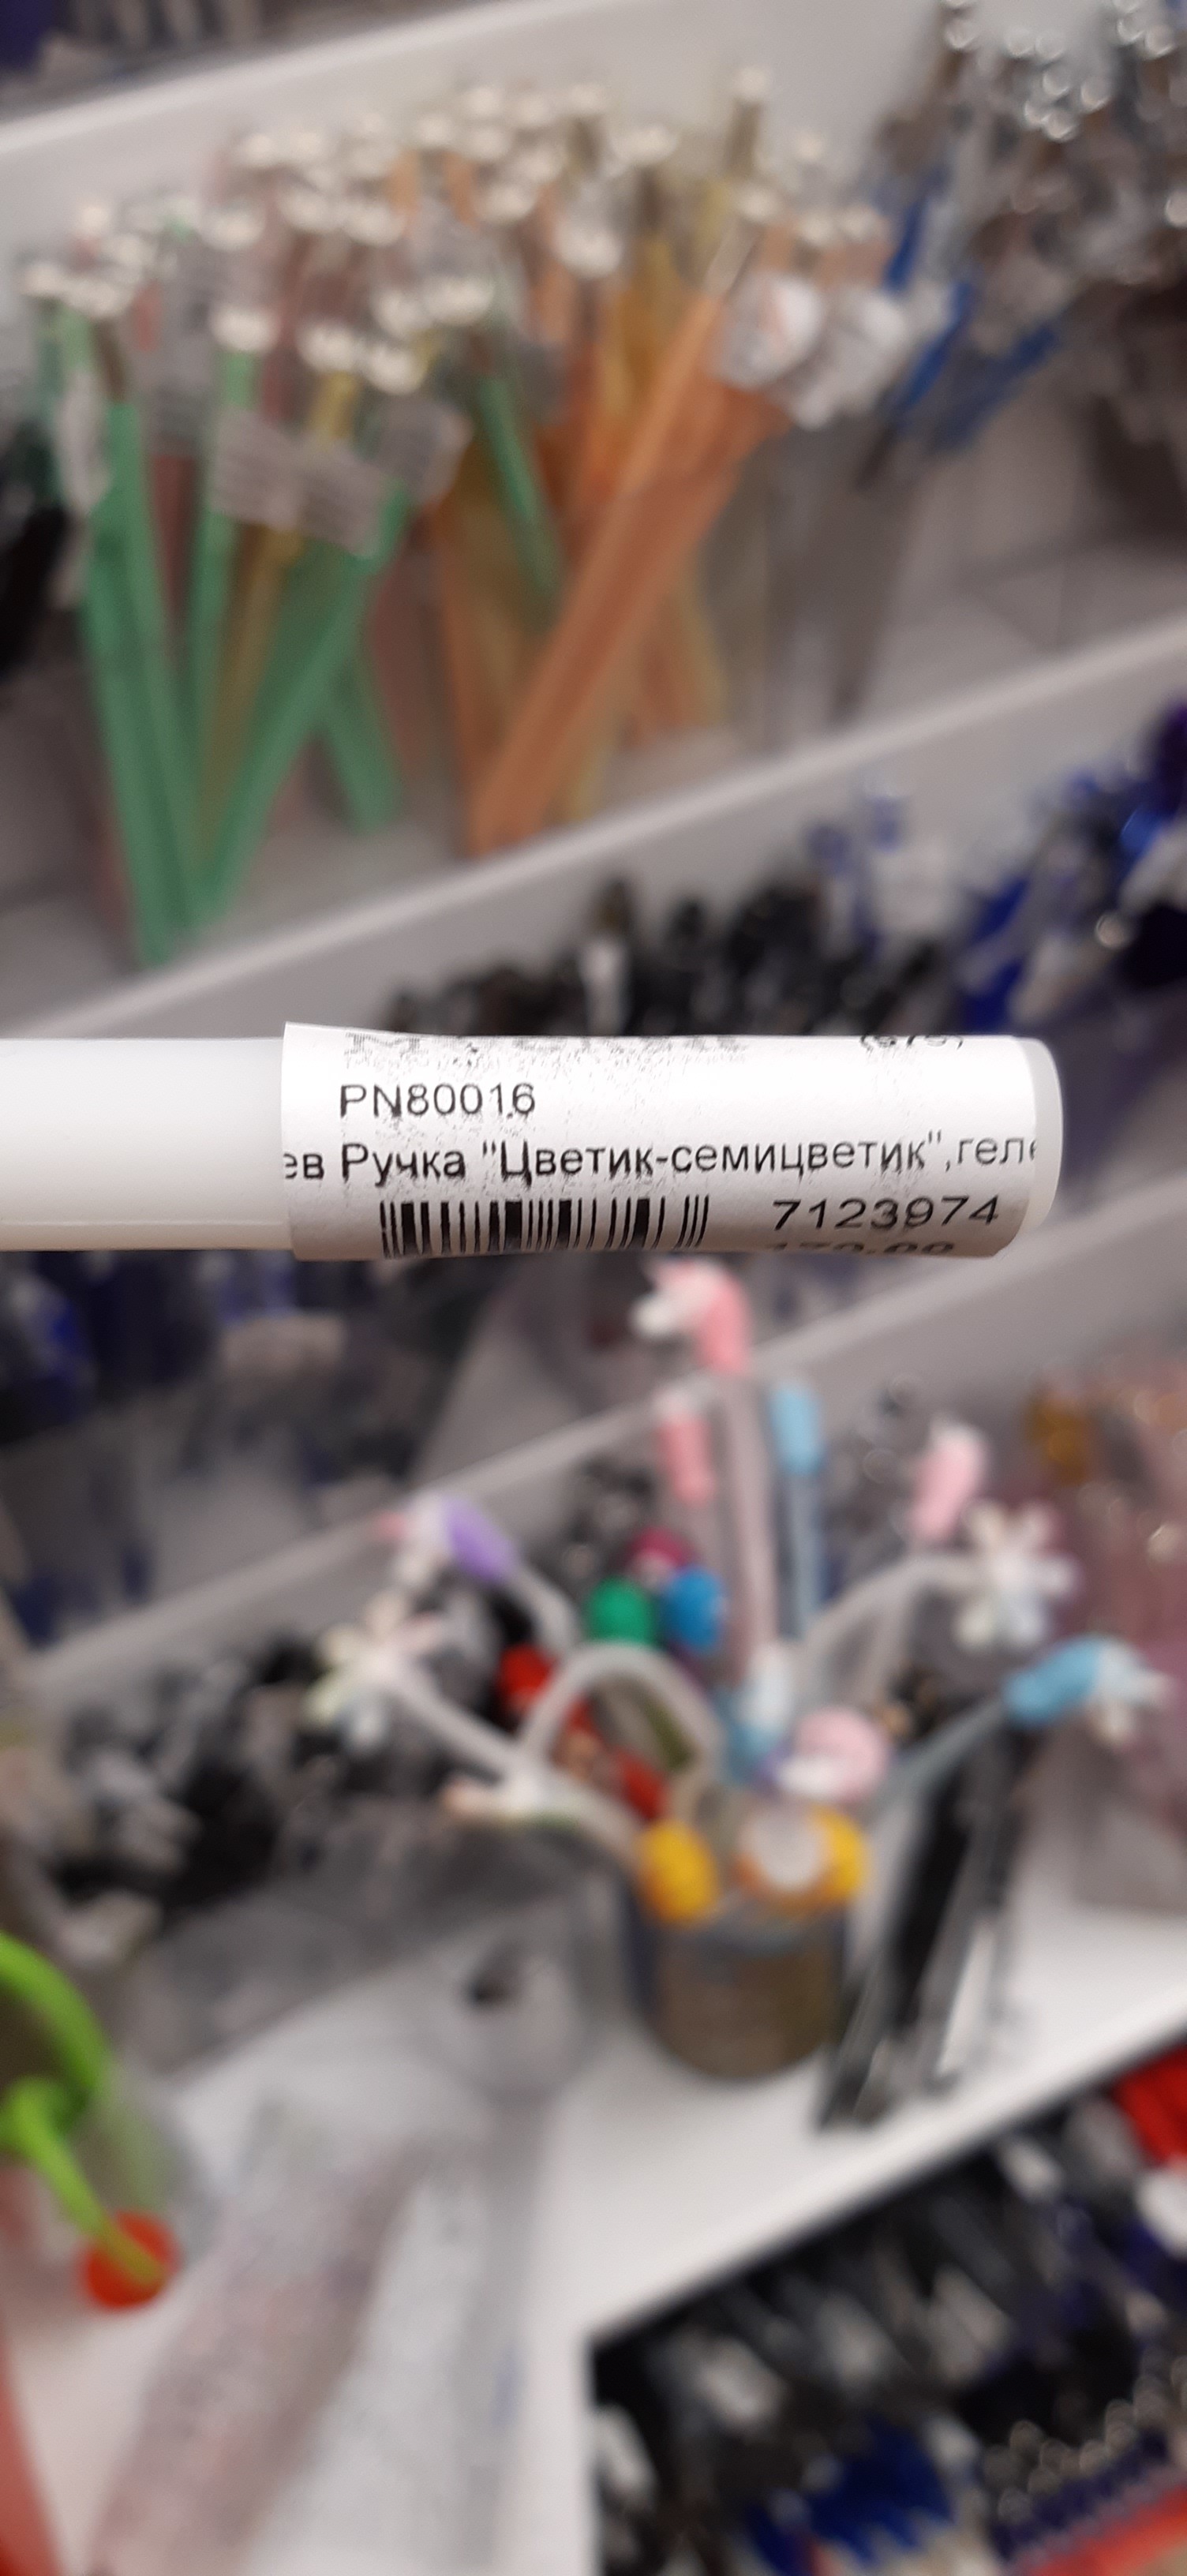 PN80016
ев Ручка "Цветик-семицветик",геле
7123974